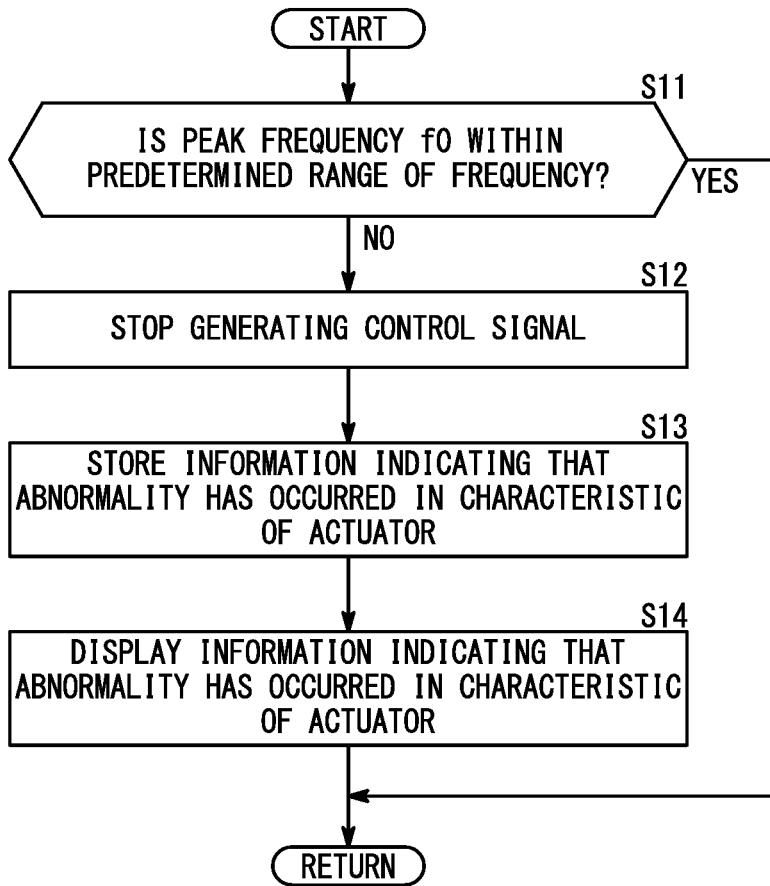 START
S11
IS PEAK FREQUENCY f0 WITHIN
PREDETERMINED RANGE OF FREQUENCY?
YES
NO
S12
STOP GENERATING CONTROL SIGNAL
S13
STORE INFORMATION INDICATING THAT
ABNORMALITY HAS OCCURRED IN CHARACTERISTIC
OF ACTUATOR
S14
DISPLAY INFORMATION INDICATING THAT
ABNORMALITY HAS OCCURRED IN CHARACTERISTIC
OF ACTUATOR
RETURN